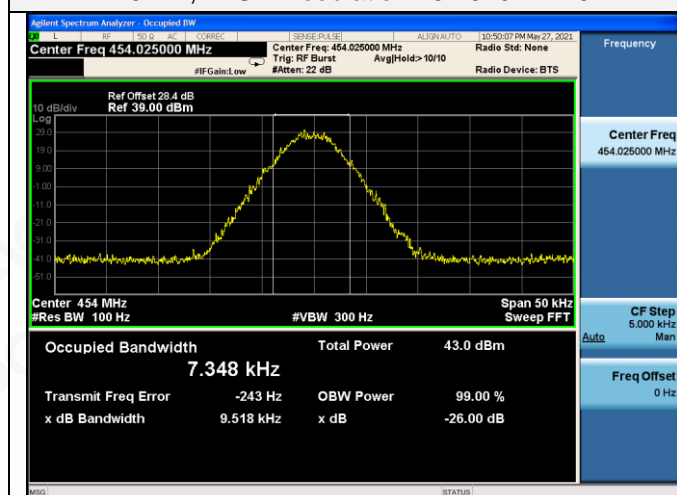 Agilent Spectrum Analyzer - Occupied BW
L RF 50 Ω AC CORREC SENSE:PULSE ALIGN AUTO 10:50:07 PM May 27, 2021
Center Freq 454.025000 MHz Center Freq: 454.025000 MHz Radio Std: None
Trig: RF Burst Avg|Hold:> 10/10
#IFGain:Low #Atten: 22 dB Radio Device: BTS
Frequency
Ref Offset 28.4 dB
10 dB/div Ref 39.00 dBm
Log
29.0
19.0
9.00
-1.00
-11.0
-21.0
-31.0
-41.0
-51.0
Center Freq
454.025000 MHz
Center 454 MHz Span 50 kHz
#Res BW 100 Hz #VBW 300 Hz Sweep FFT
CF Step
5.000 kHz
Auto Man
Occupied Bandwidth Total Power 43.0 dBm
7.348 kHz
Transmit Freq Error -243 Hz OBW Power 99.00 %
x dB Bandwidth 9.518 kHz x dB -26.00 dB
Freq Offset
0 Hz
MSG STATUS